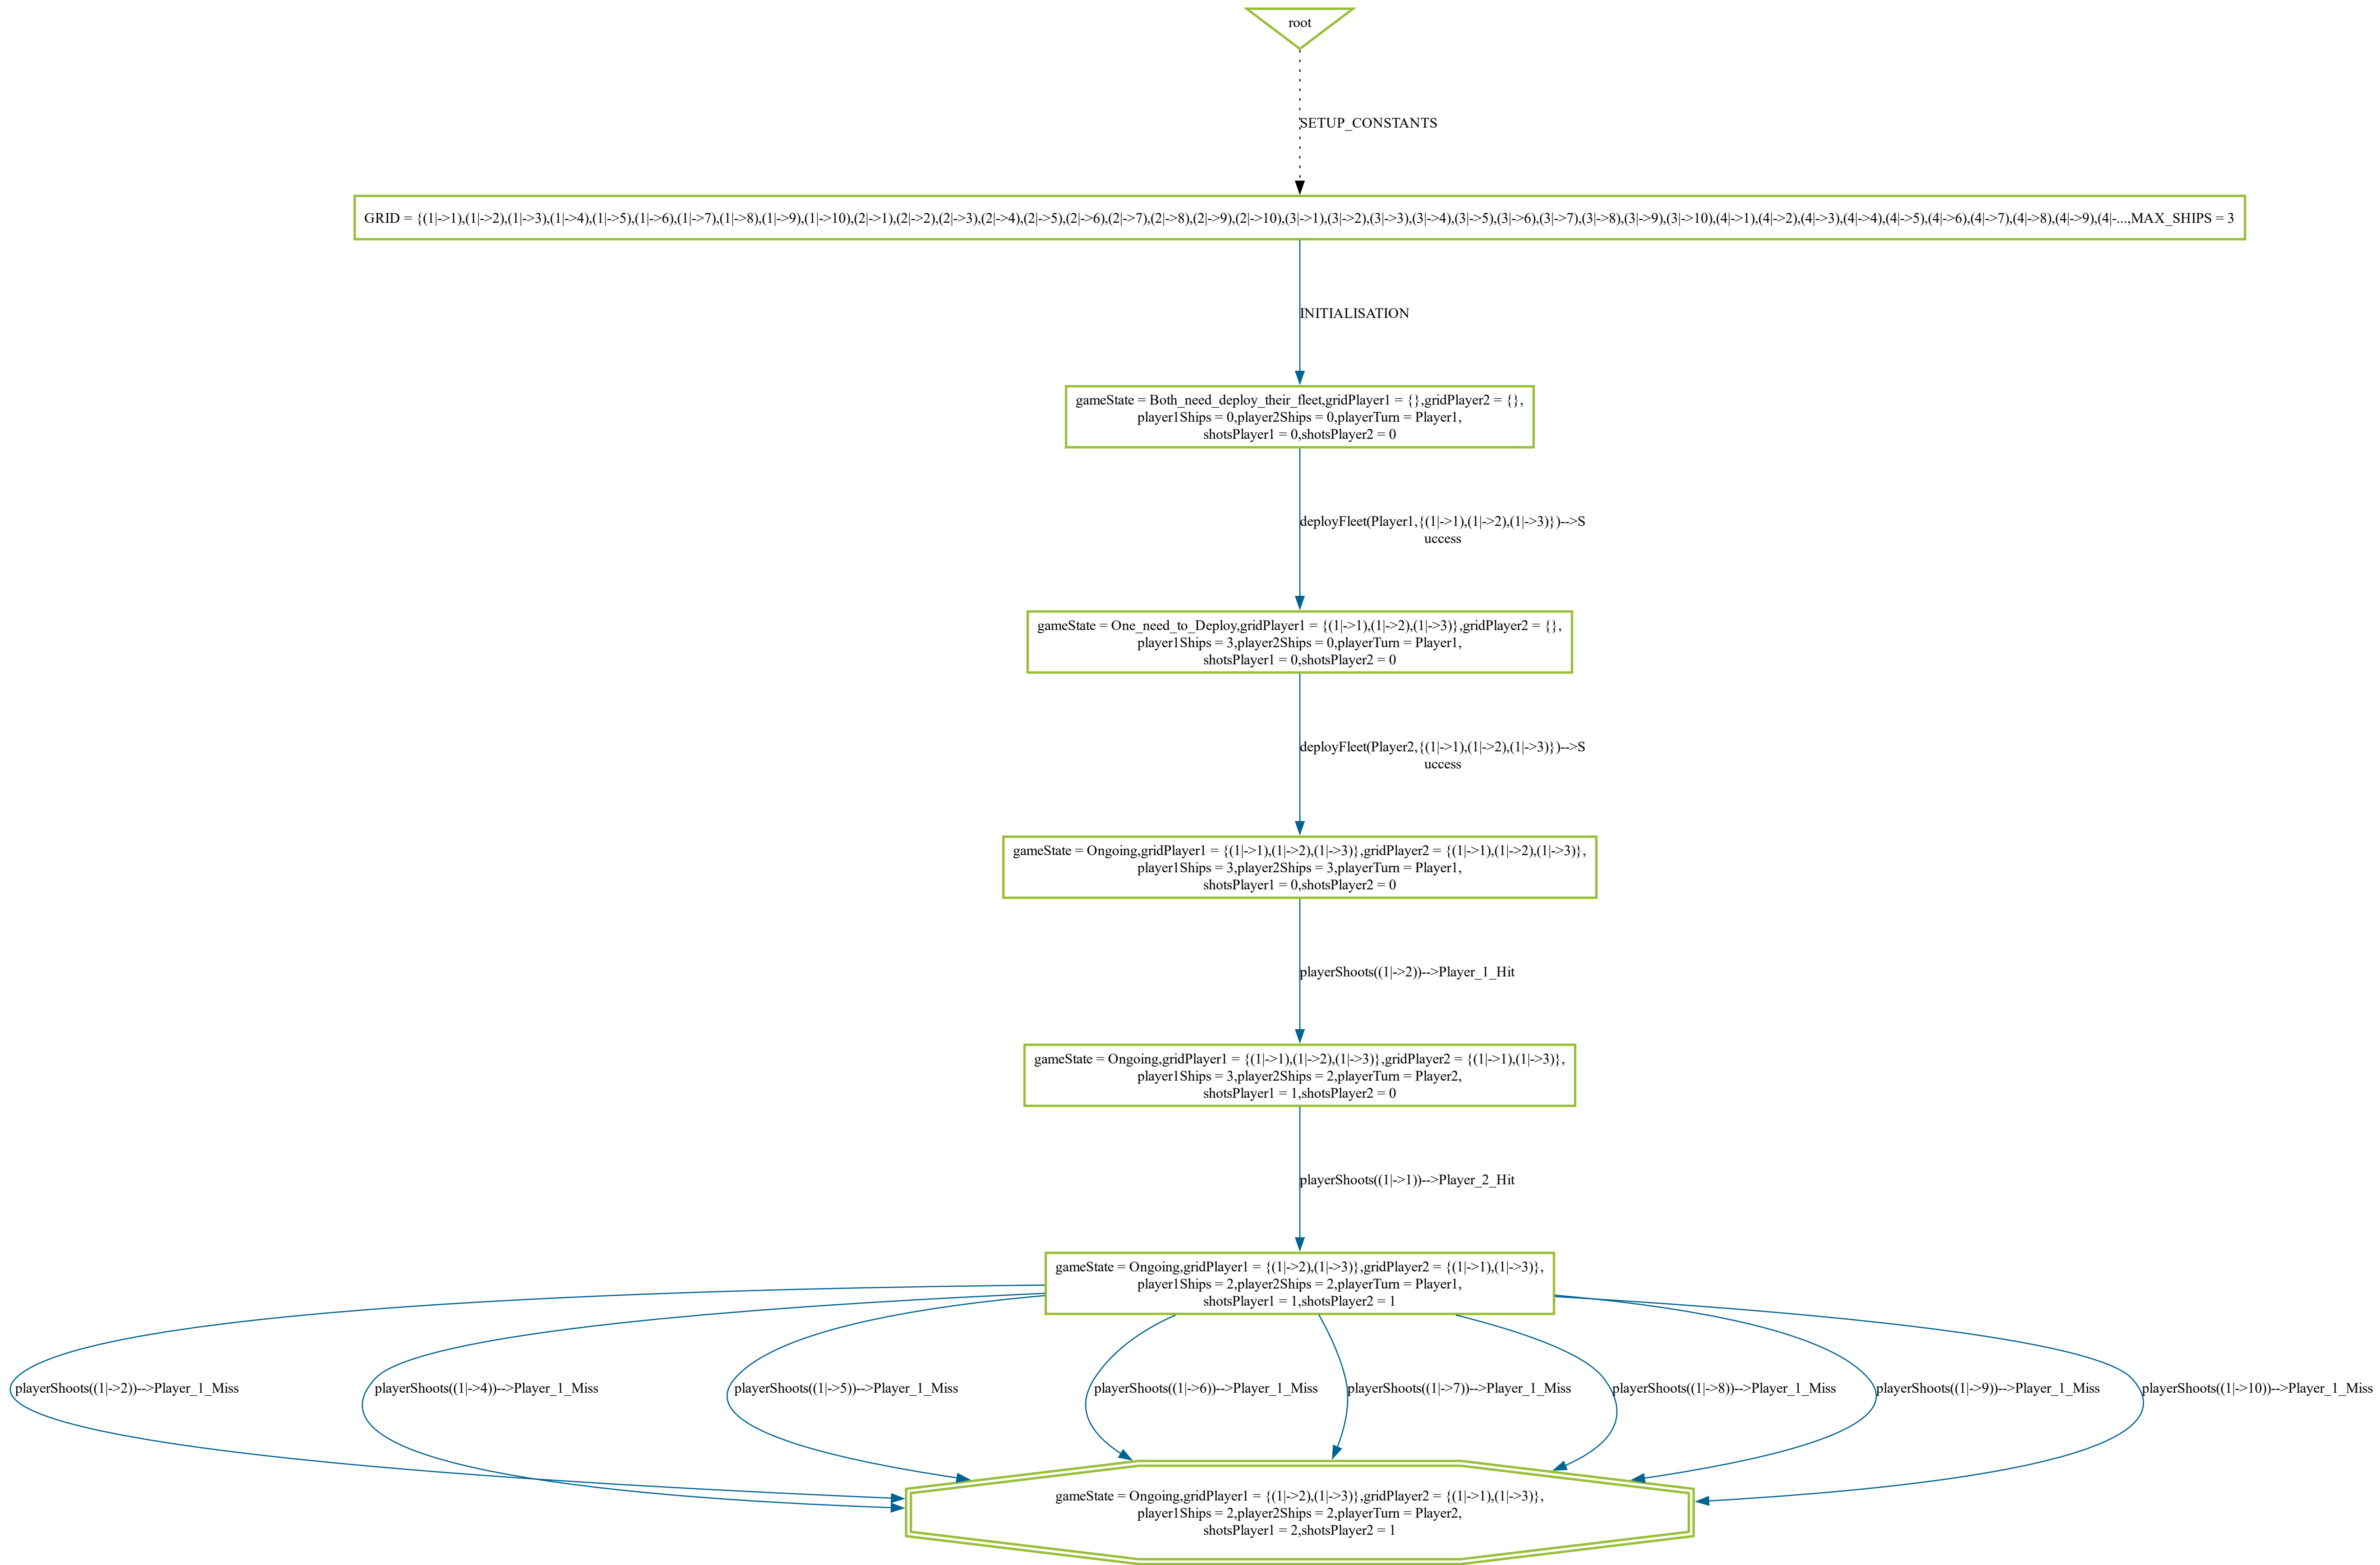 root
SETUP_CONSTANTS
GRID = {(1|->1),(1|->2),(1|->3),(1|->4),(1|->5),(1|->6),(1|->7),(1|->8),(1|->9),(1|->10),(2|->1),(2|->2),(2|->3),(2|->4),(2|->5),(2|->6),(2|->7),(2|->8),(2|->9),(2|->10),(3|->1),(3|->2),(3|->3),(3|->4),(3|->5),(3|->6),(3|->7),(3|->8),(3|->9),(3|->10),(4|->1),(4|->2),(4|->3),(4|->4),(4|->5),(4|->6),(4|->7),(4|->8),(4|->9),(4|-...,MAX_SHIPS = 3
INITIALISATION
gameState = Both_need_deploy_their_fleet,gridPlayer1 = {},gridPlayer2 = {},
player1Ships = 0,player2Ships = 0,playerTurn = Player1,
shotsPlayer1 = 0,shotsPlayer2 = 0
deployFleet(Player1,{(1|->1),(1|->2),(1|->3)})-->S
uccess
gameState = One_need_to_Deploy,gridPlayer1 = {(1|->1),(1|->2),(1|->3)},gridPlayer2 = {},
player1Ships = 3,player2Ships = 0,playerTurn = Player1,
shotsPlayer1 = 0,shotsPlayer2 = 0
deployFleet(Player2,{(1|->1),(1|->2),(1|->3)})-->S
uccess
gameState = Ongoing,gridPlayer1 = {(1|->1),(1|->2),(1|->3)},gridPlayer2 = {(1|->1),(1|->2),(1|->3)},
player1Ships = 3,player2Ships = 3,playerTurn = Player1,
shotsPlayer1 = 0,shotsPlayer2 = 0
playerShoots((1|->2))-->Player_1_Hit
gameState = Ongoing,gridPlayer1 = {(1|->1),(1|->2),(1|->3)},gridPlayer2 = {(1|->1),(1|->3)},
player1Ships = 3,player2Ships = 2,playerTurn = Player2,
shotsPlayer1 = 1,shotsPlayer2 = 0
playerShoots((1|->1))-->Player_2_Hit
gameState = Ongoing,gridPlayer1 = {(1|->2),(1|->3)},gridPlayer2 = {(1|->1),(1|->3)},
player1Ships = 2,player2Ships = 2,playerTurn = Player1,
shotsPlayer1 = 1,shotsPlayer2 = 1
playerShoots((1|->2))-->Player_1_Miss
playerShoots((1|->4))-->Player_1_Miss
playerShoots((1|->5))-->Player_1_Miss
playerShoots((1|->6))-->Player_1_Miss
playerShoots((1|->7))-->Player_1_Miss
playerShoots((1|->8))-->Player_1_Miss
playerShoots((1|->9))-->Player_1_Miss
playerShoots((1|->10))-->Player_1_Miss
gameState = Ongoing,gridPlayer1 = {(1|->2),(1|->3)},gridPlayer2 = {(1|->1),(1|->3)},
player1Ships = 2,player2Ships = 2,playerTurn = Player2,
shotsPlayer1 = 2,shotsPlayer2 = 1